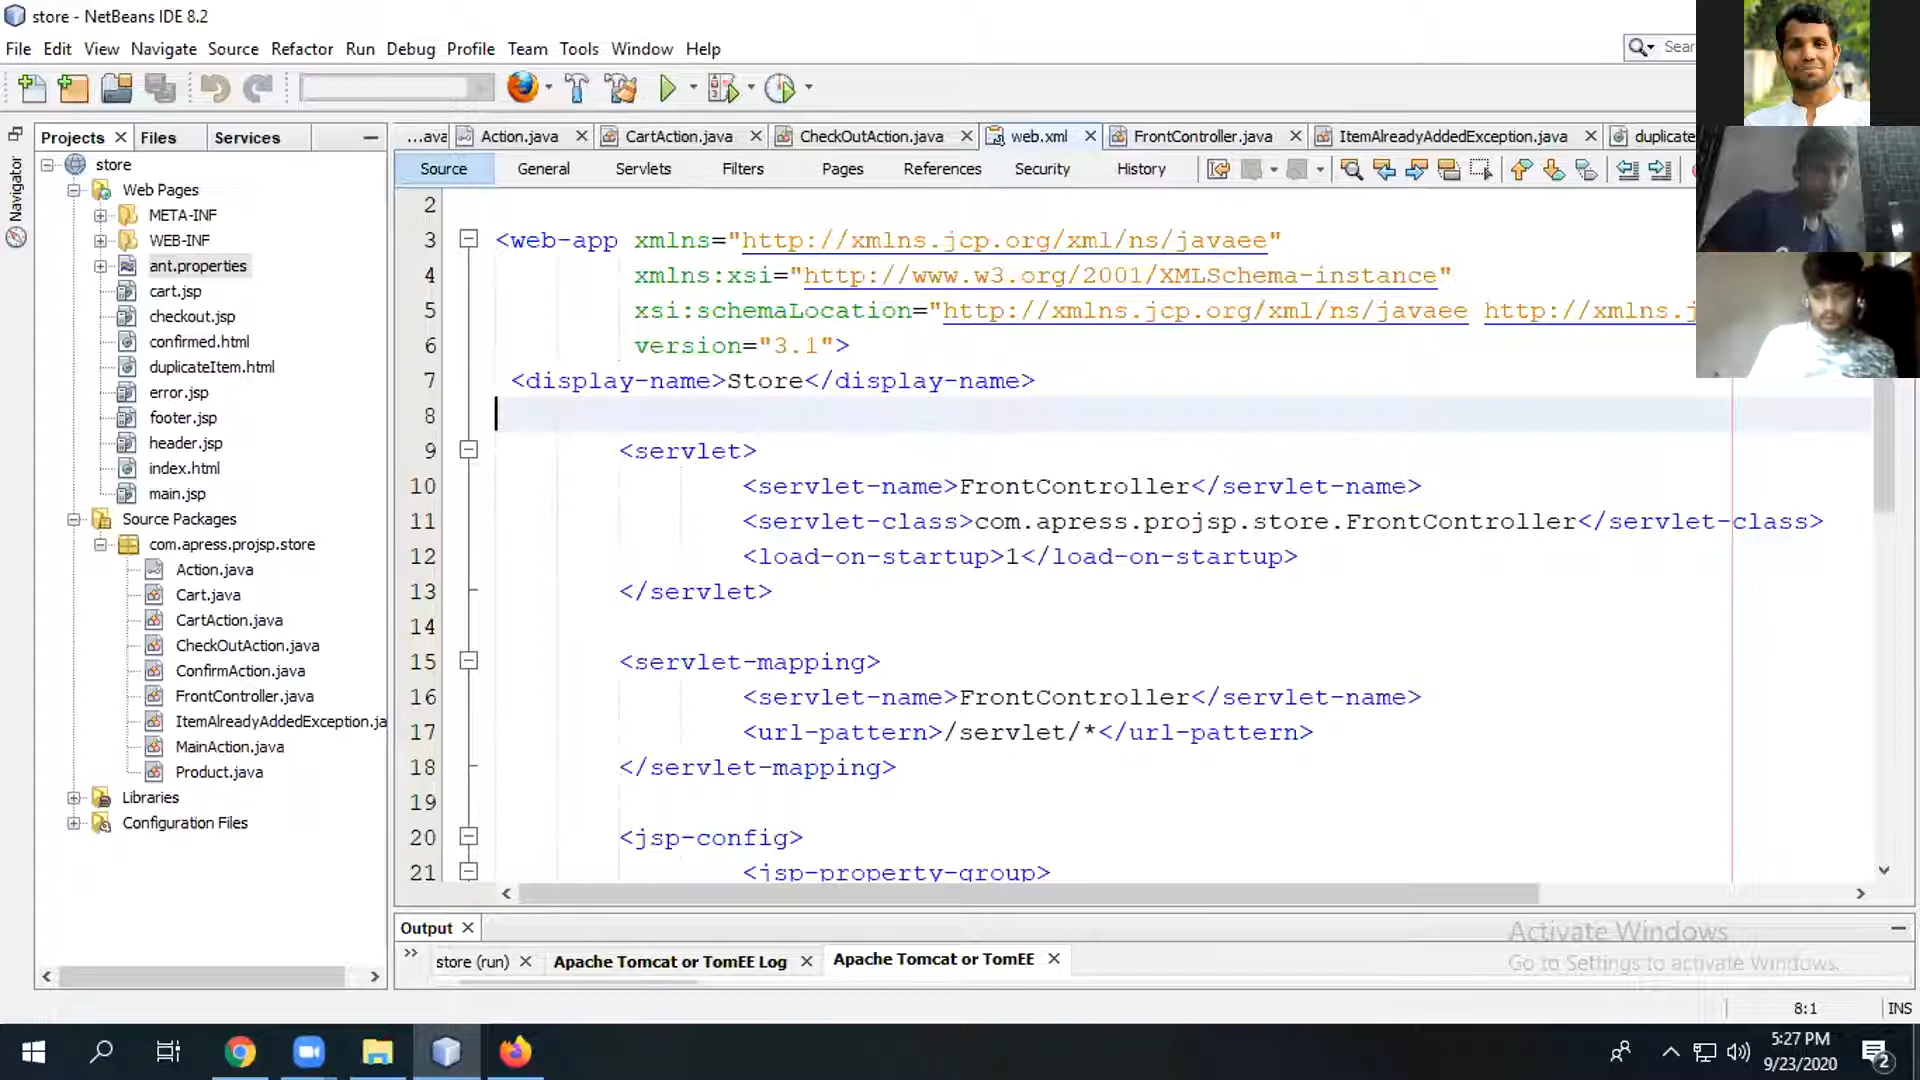 store - NetBeans IDE 8.2
File Edit View Navigate Source Refactor Run Debug Profile Team Tools Window Help
Sear
Projects Files Services
...ava Action.java CartAction.java CheckOutAction.java web.xml FrontController.java ItemAlreadyAddedException.java duplicate
Source General Servlets Filters Pages References Security History
Navigator
store
Web Pages
META-INF
WEB-INF
ant.properties
cart.jsp
checkout.jsp
confirmed.html
duplicateItem.html
error.jsp
footer.jsp
header.jsp
index.html
main.jsp
Source Packages
com.apress.projsp.store
Action.java
Cart.java
CartAction.java
CheckOutAction.java
ConfirmAction.java
FrontController.java
ItemAlreadyAddedException.ja
MainAction.java
Product.java
Libraries
Configuration Files
2
3 <web-app xmlns="http://xmlns.jcp.org/xml/ns/javaee"
4 xmlns:xsi="http://www.w3.org/2001/XMLSchema-instance"
5 xsi:schemaLocation="http://xmlns.jcp.org/xml/ns/javaee http://xmlns.j
6 version="3.1">
7 <display-name>Store</display-name>
8
9 <servlet>
10 <servlet-name>FrontController</servlet-name>
11 <servlet-class>com.apress.projsp.store.FrontController</servlet-class>
12 <load-on-startup>1</load-on-startup>
13 </servlet>
14
15 <servlet-mapping>
16 <servlet-name>FrontController</servlet-name>
17 <url-pattern>/servlet/*</url-pattern>
18 </servlet-mapping>
19
20 <jsp-config>
21 <jsp-property-group>
Output
store (run) Apache Tomcat or TomEE Log Apache Tomcat or TomEE
Activate Windows
Go to Settings to activate Windows.
8:1 INS
5:27 PM
9/23/2020
2